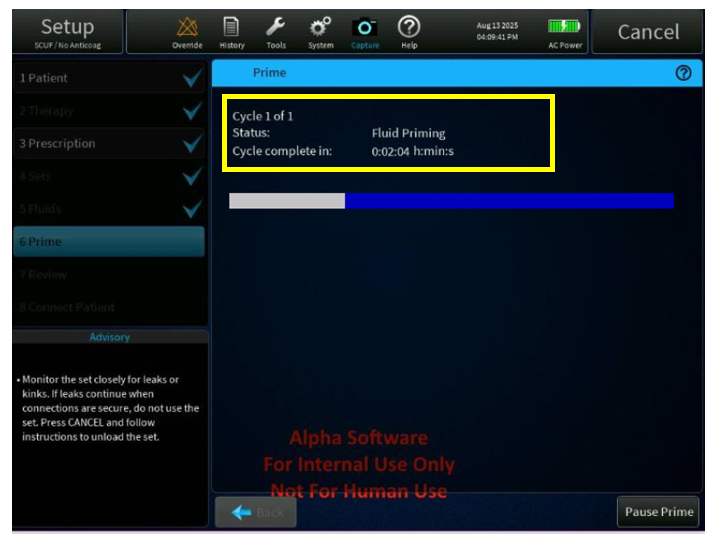 Setup
SCUF / No Anticoag
Override
History
Tools
System
Capture
Help
Aug 13 2025
04:09:41 PM
AC Power
Cancel
1 Patient
2 Therapy
3 Prescription
4 Sets
5 Fluids
6 Prime
7 Review
8 Connect Patient
Advisory
• Monitor the set closely for leaks or
kinks. If leaks continue when
connections are secure, do not use the
set. Press CANCEL and follow
instructions to unload the set.
Prime
Cycle 1 of 1
Status: Fluid Priming
Cycle complete in: 0:02:04 h:min:s
Alpha Software
For Internal Use Only
Not For Human Use
Back
Pause Prime